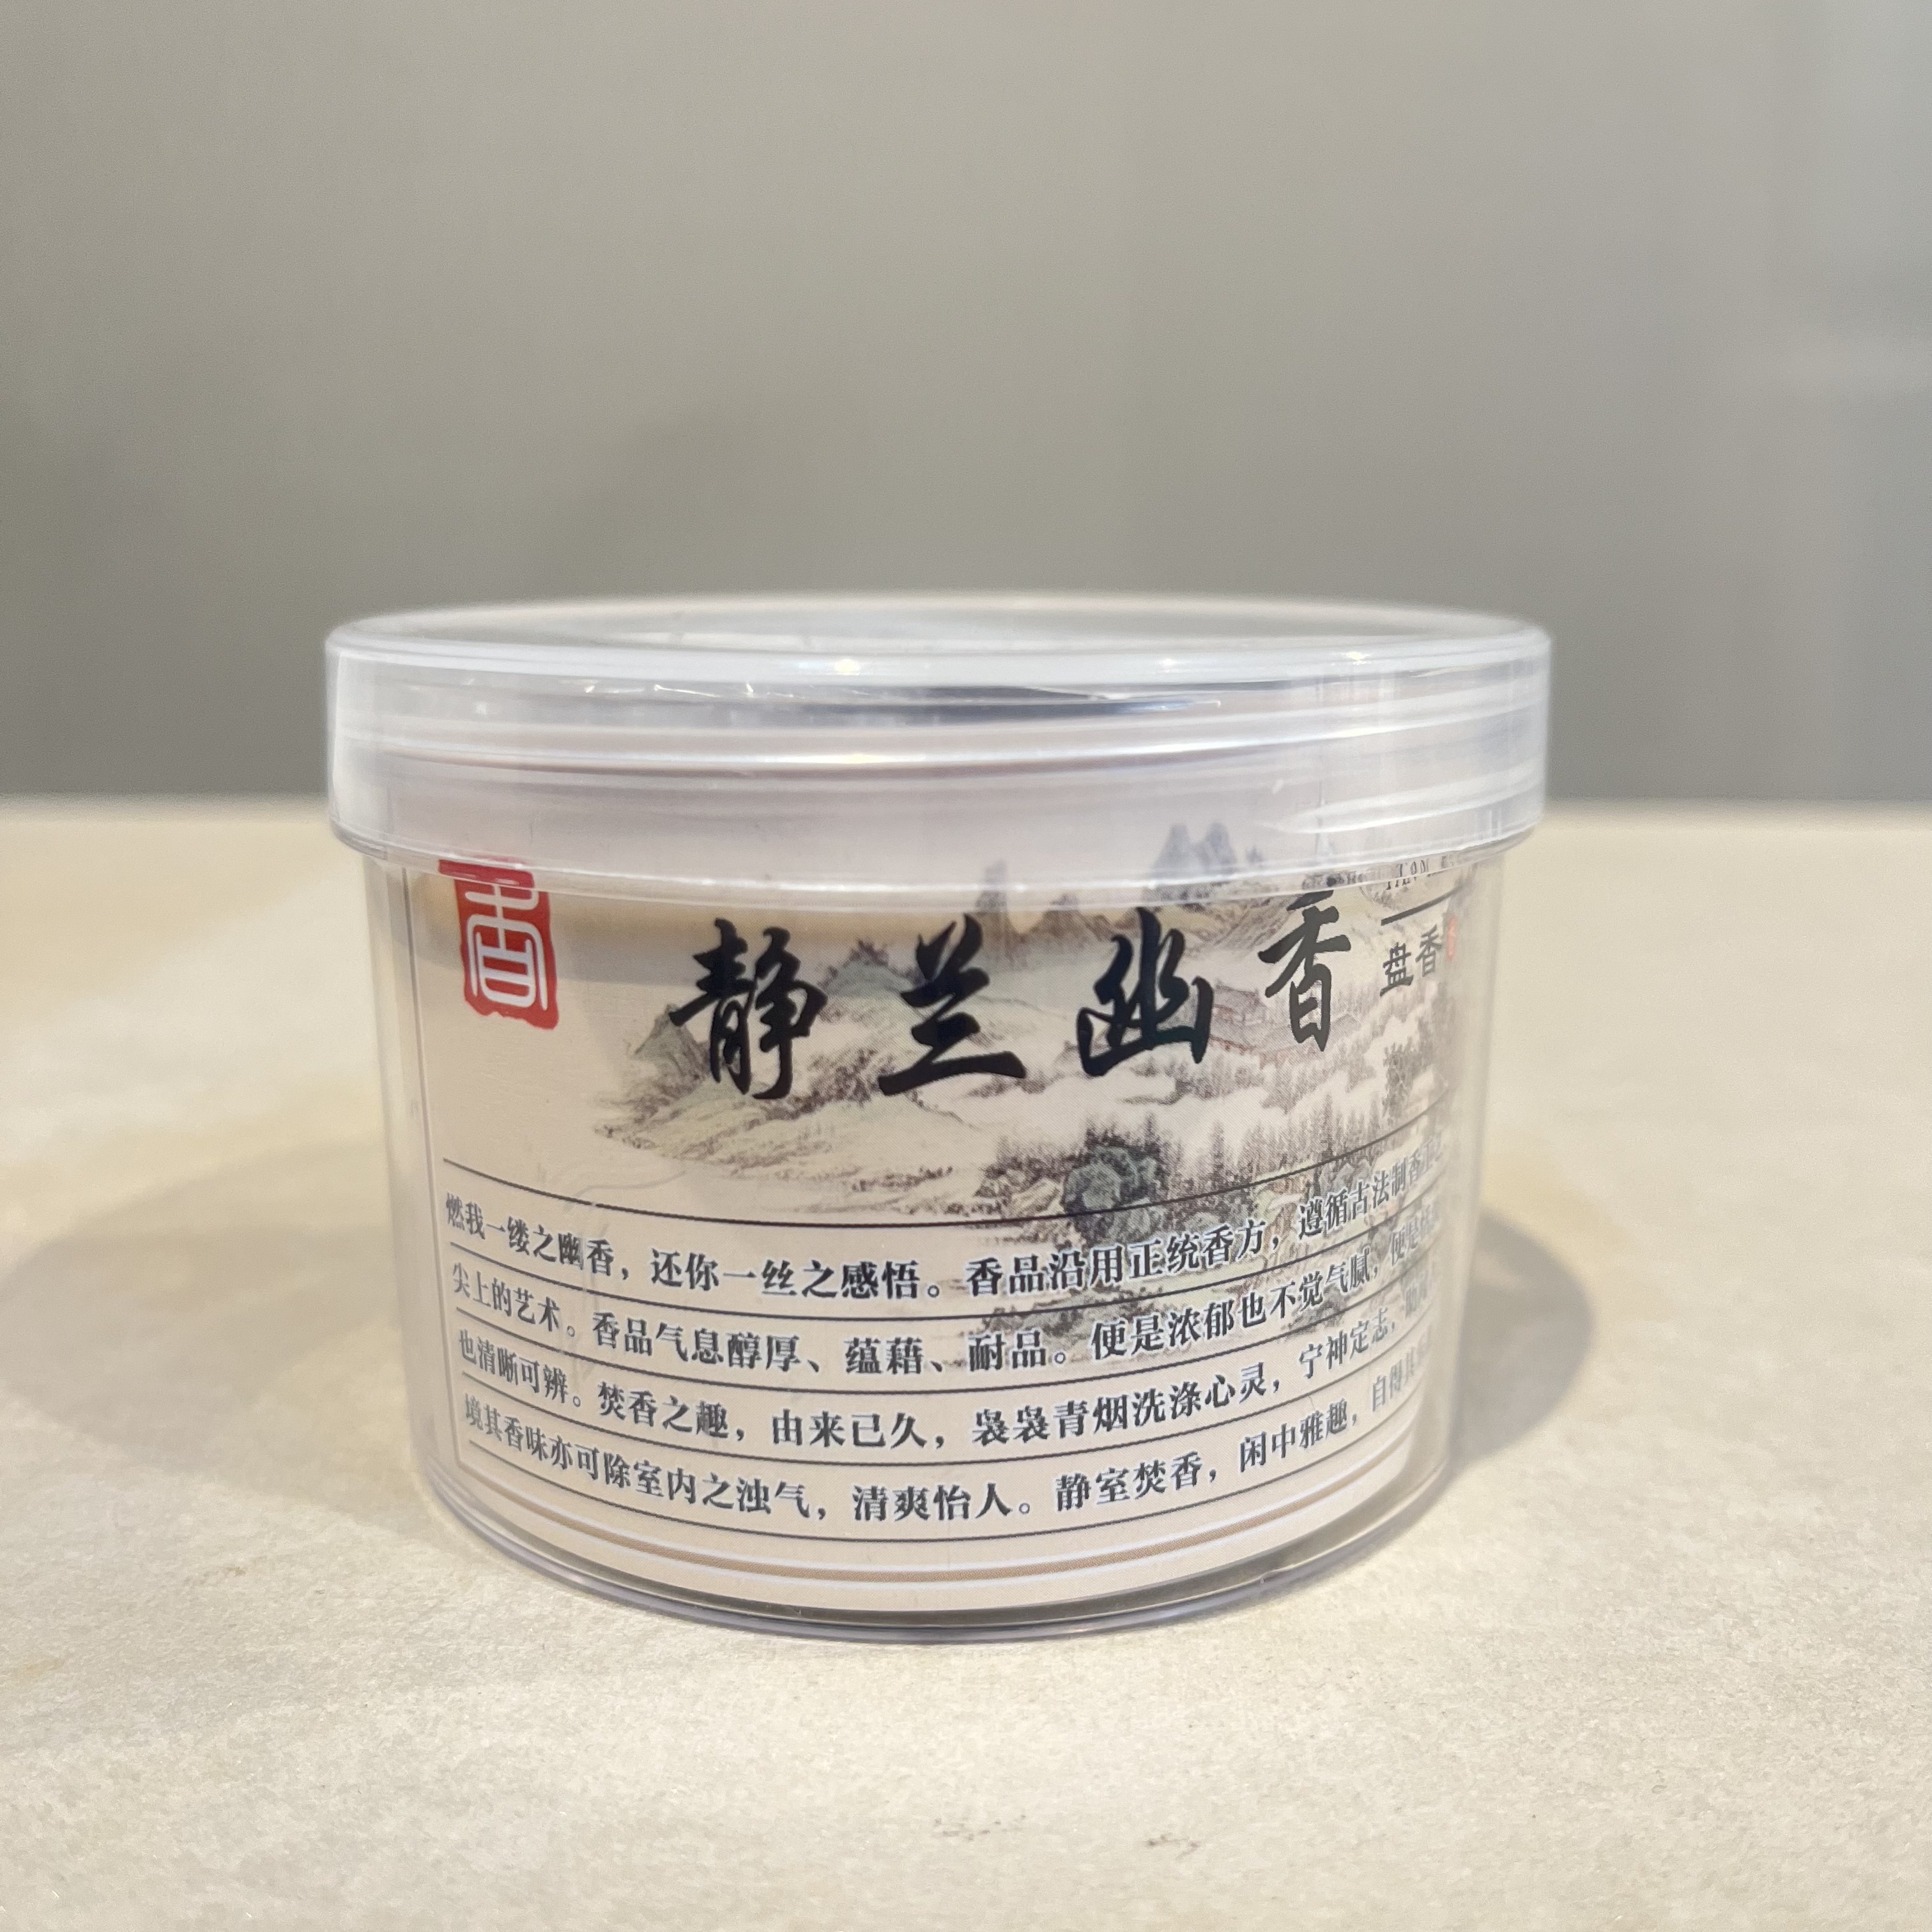 香
静兰幽香
盘香
燃我一缕之幽香，还你一丝之感悟。香品沿用正统香方，遵循古法制香
尖上的艺术。香品气息醇厚、蕴藉、耐品。便是浓郁也不觉气腻，便是
也清晰可辨。焚香之趣，由来已久，袅袅青烟洗涤心灵，宁神定志，
境其香味亦可除室内之浊气，清爽怡人。静室焚香，闲中雅趣，自得其